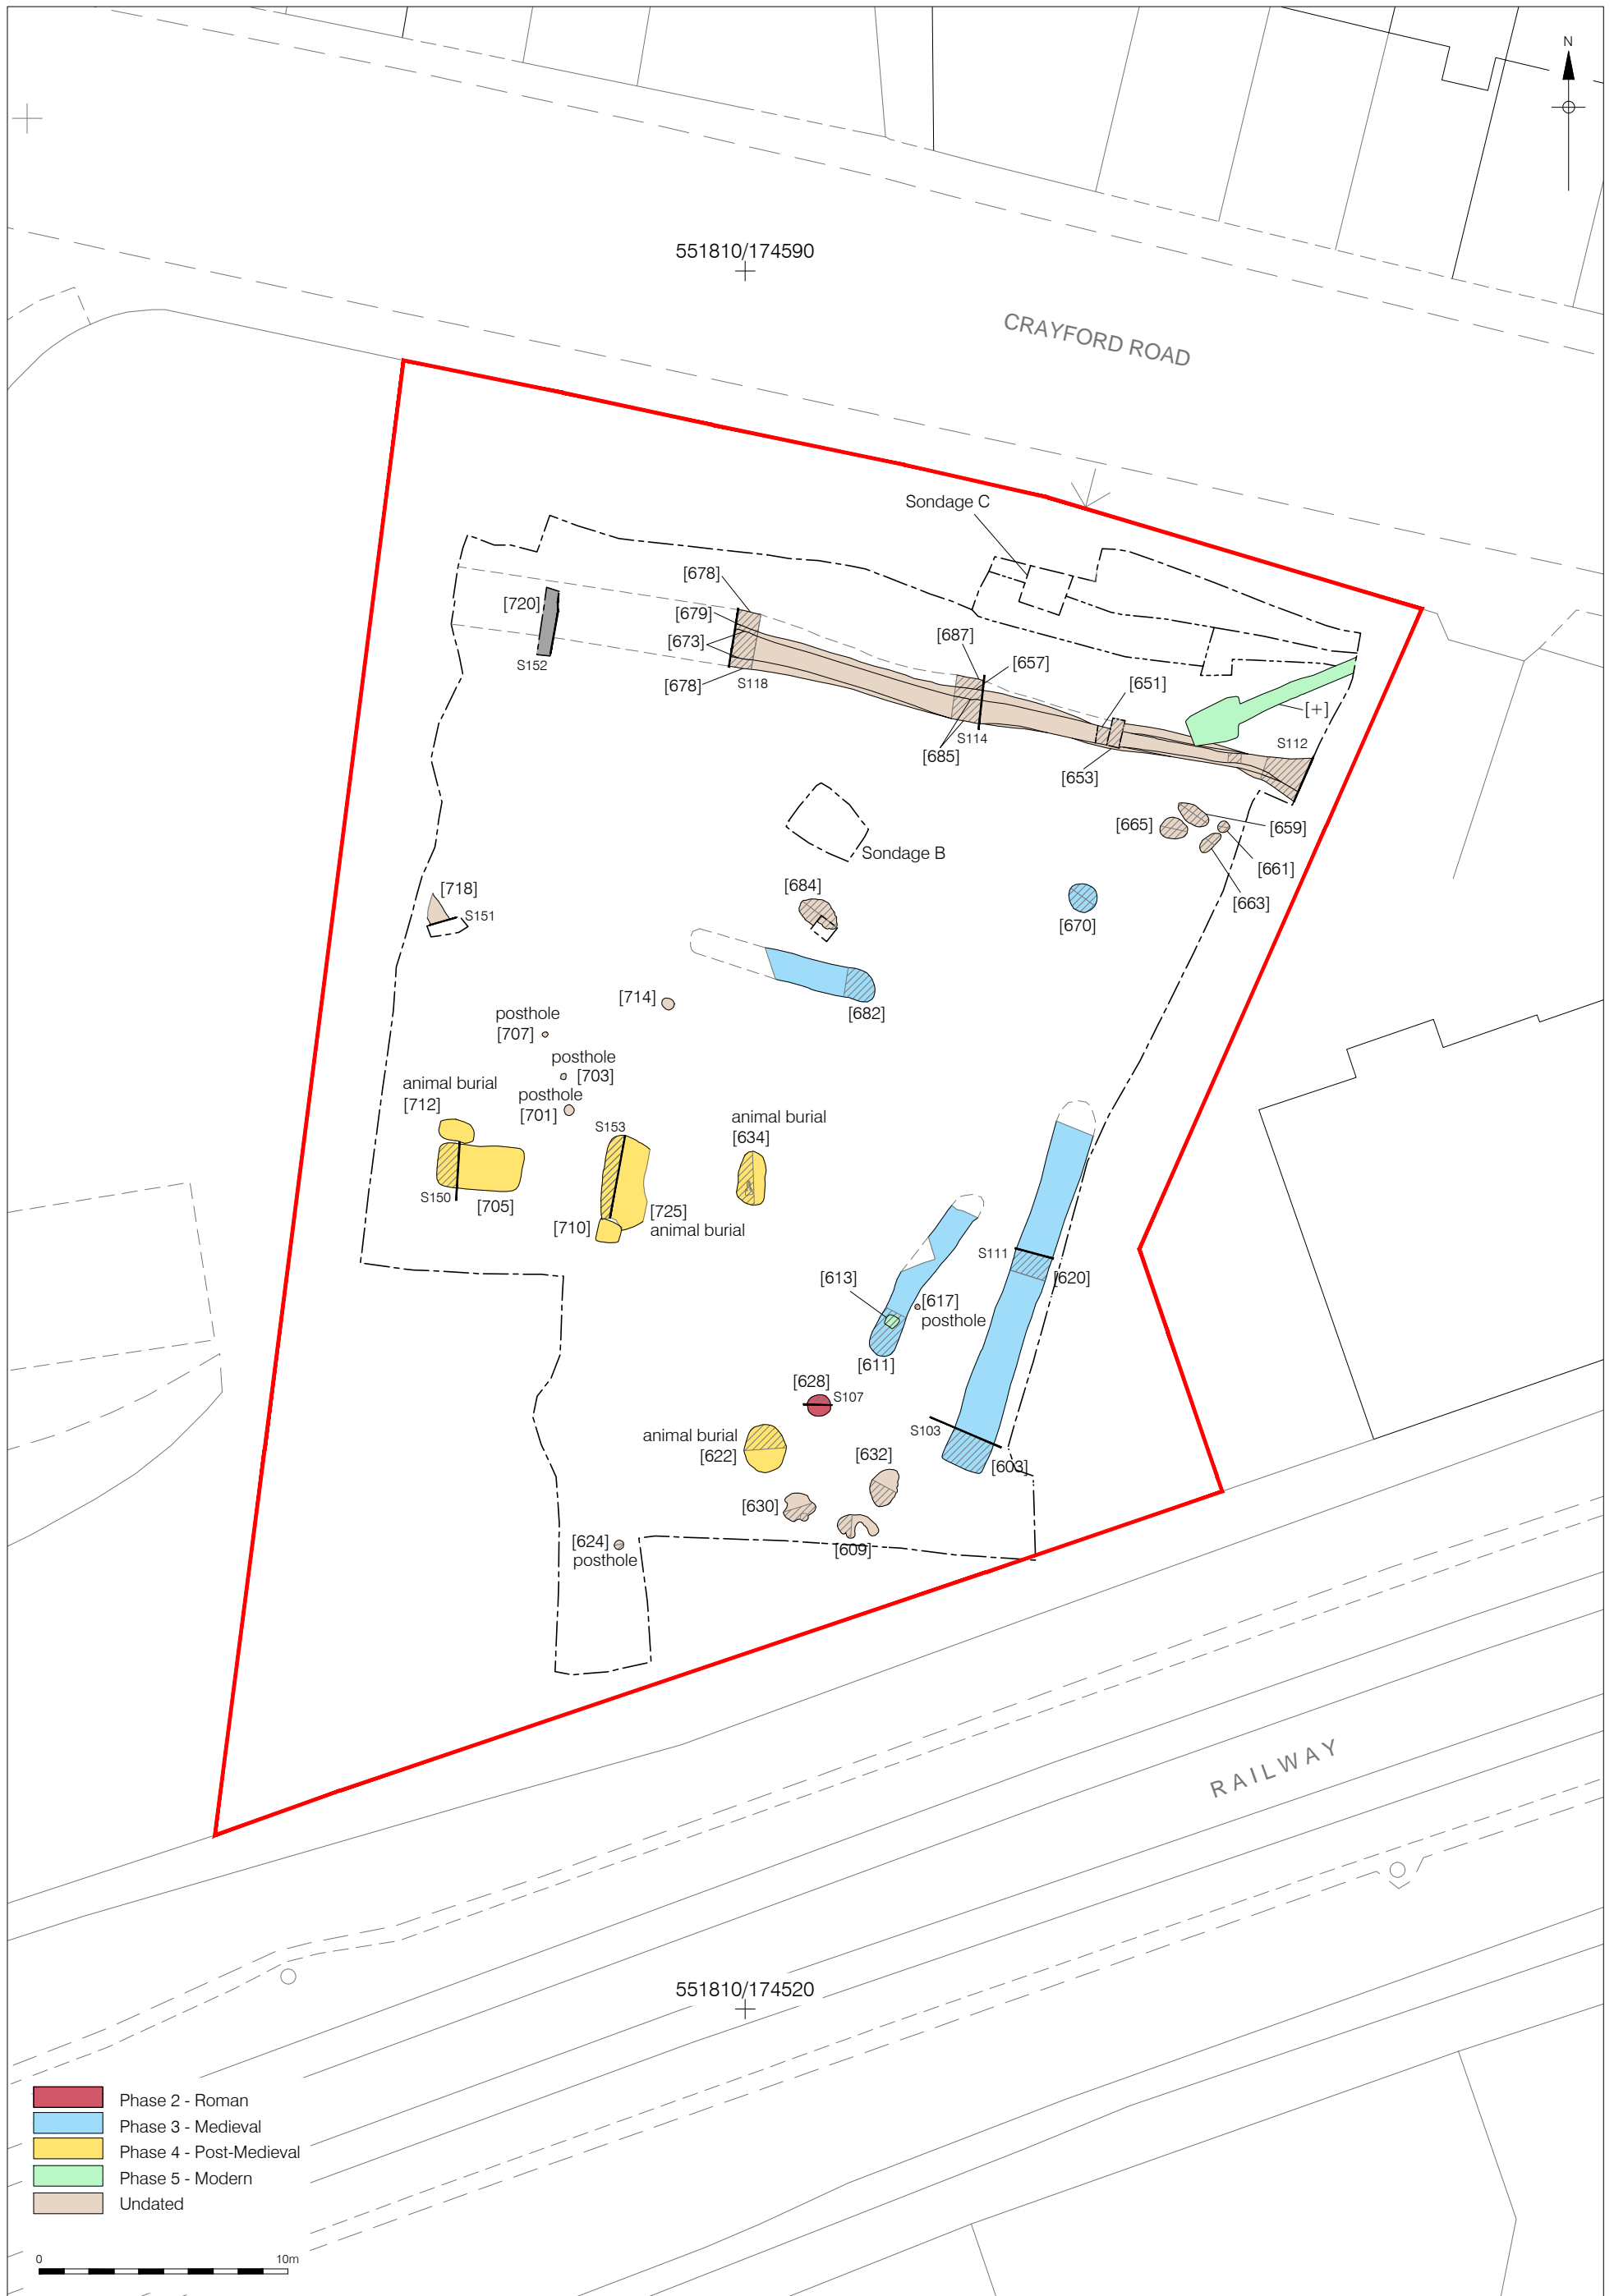 N
551810/174590
CRAYFORD ROAD
Sondage C
[678]
[720]
[679]
[673]
[687]
[657]
S152
[678]
S118
[651]
[+]
S114
[685]
S112
[653]
[665]
[659]
Sondage B
[661]
[684]
[718]
S151
[663]
[670]
[714]
[682]
posthole
[707]
posthole
[703]
animal burial
[712]
posthole
[701]
animal burial
[634]
S153
S150
[705]
[725]
animal burial
[710]
S111
[620]
[613]
[617]
posthole
[611]
[628]
S107
animal burial
[622]
S103
[603]
[632]
[630]
[624]
posthole
[609]
RAILWAY
551810/174520
Phase 2 - Roman
Phase 3 - Medieval
Phase 4 - Post-Medieval
Phase 5 - Modern
Undated
0 10m